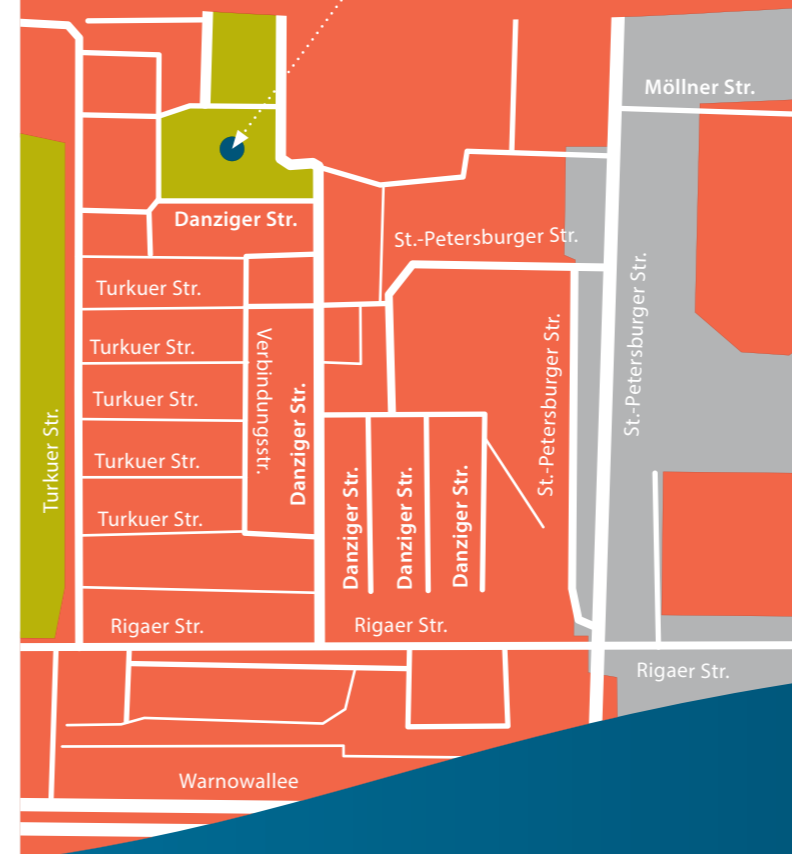 Möllner Str.
Danziger Str.
St.-Petersburger Str.
Turkuer Str.
Turkuer Str.
Verbindungsstr.
St.-Petersburger Str.
St.-Petersburger Str.
Turkuer Str.
Danziger Str.
Turkuer Str.
Turkuer Str.
Danziger Str.
Danziger Str.
Danziger Str.
Turkuer Str.
Rigaer Str.
Rigaer Str.
Rigaer Str.
Warnowallee